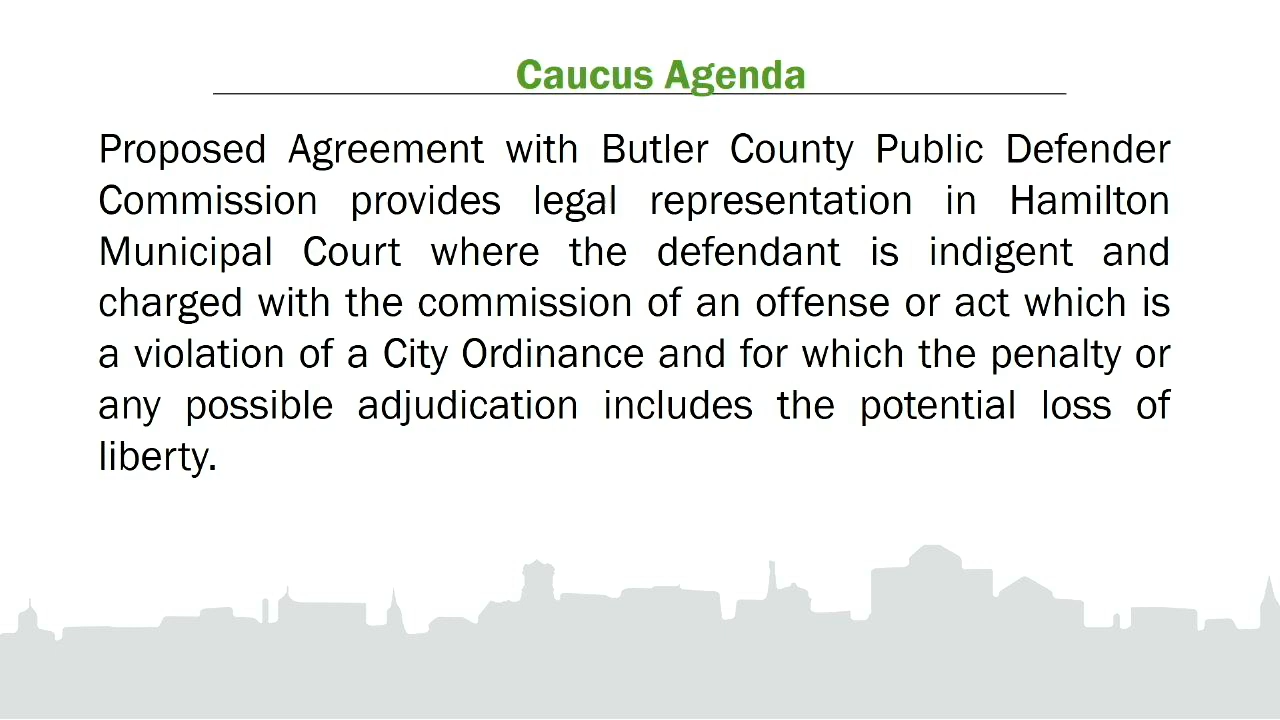 Caucus Agenda
Proposed Agreement with Butler County Public Defender
Commission provides legal representation in Hamilton
Municipal Court where the defendant is indigent and
charged with the commission of an offense or act which is
a violation of a City Ordinance and for which the penalty or
any possible adjudication includes the potential loss of
liberty.